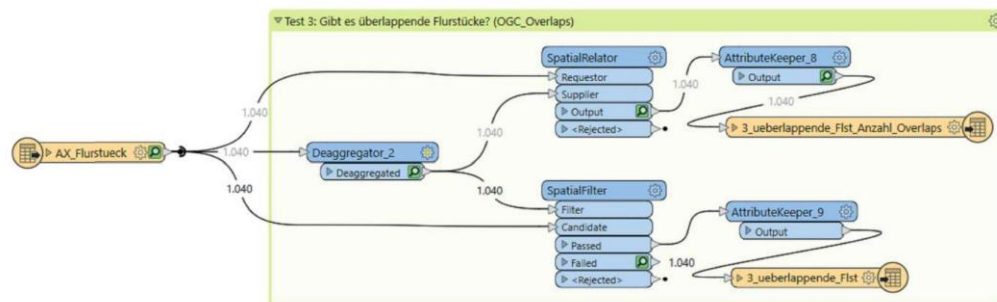 Test 3: Gibt es überlappende Flurstücke? (OGC_Overlaps)
SpatialRelator
Requestor
Supplier
Output
<Rejected>
AttributeKeeper_8
Output
1.040
1.040
3_ueberlappende_Flst_Anzahl_Overlaps
1.040
1.040
AX_Flurstueck
1.040
Deaggregator_2
Deaggregated
1.040
1.040
SpatialFilter
Filter
Candidate
Passed
Failed
<Rejected>
1.040
AttributeKeeper_9
Output
3_ueberlappende_Flst